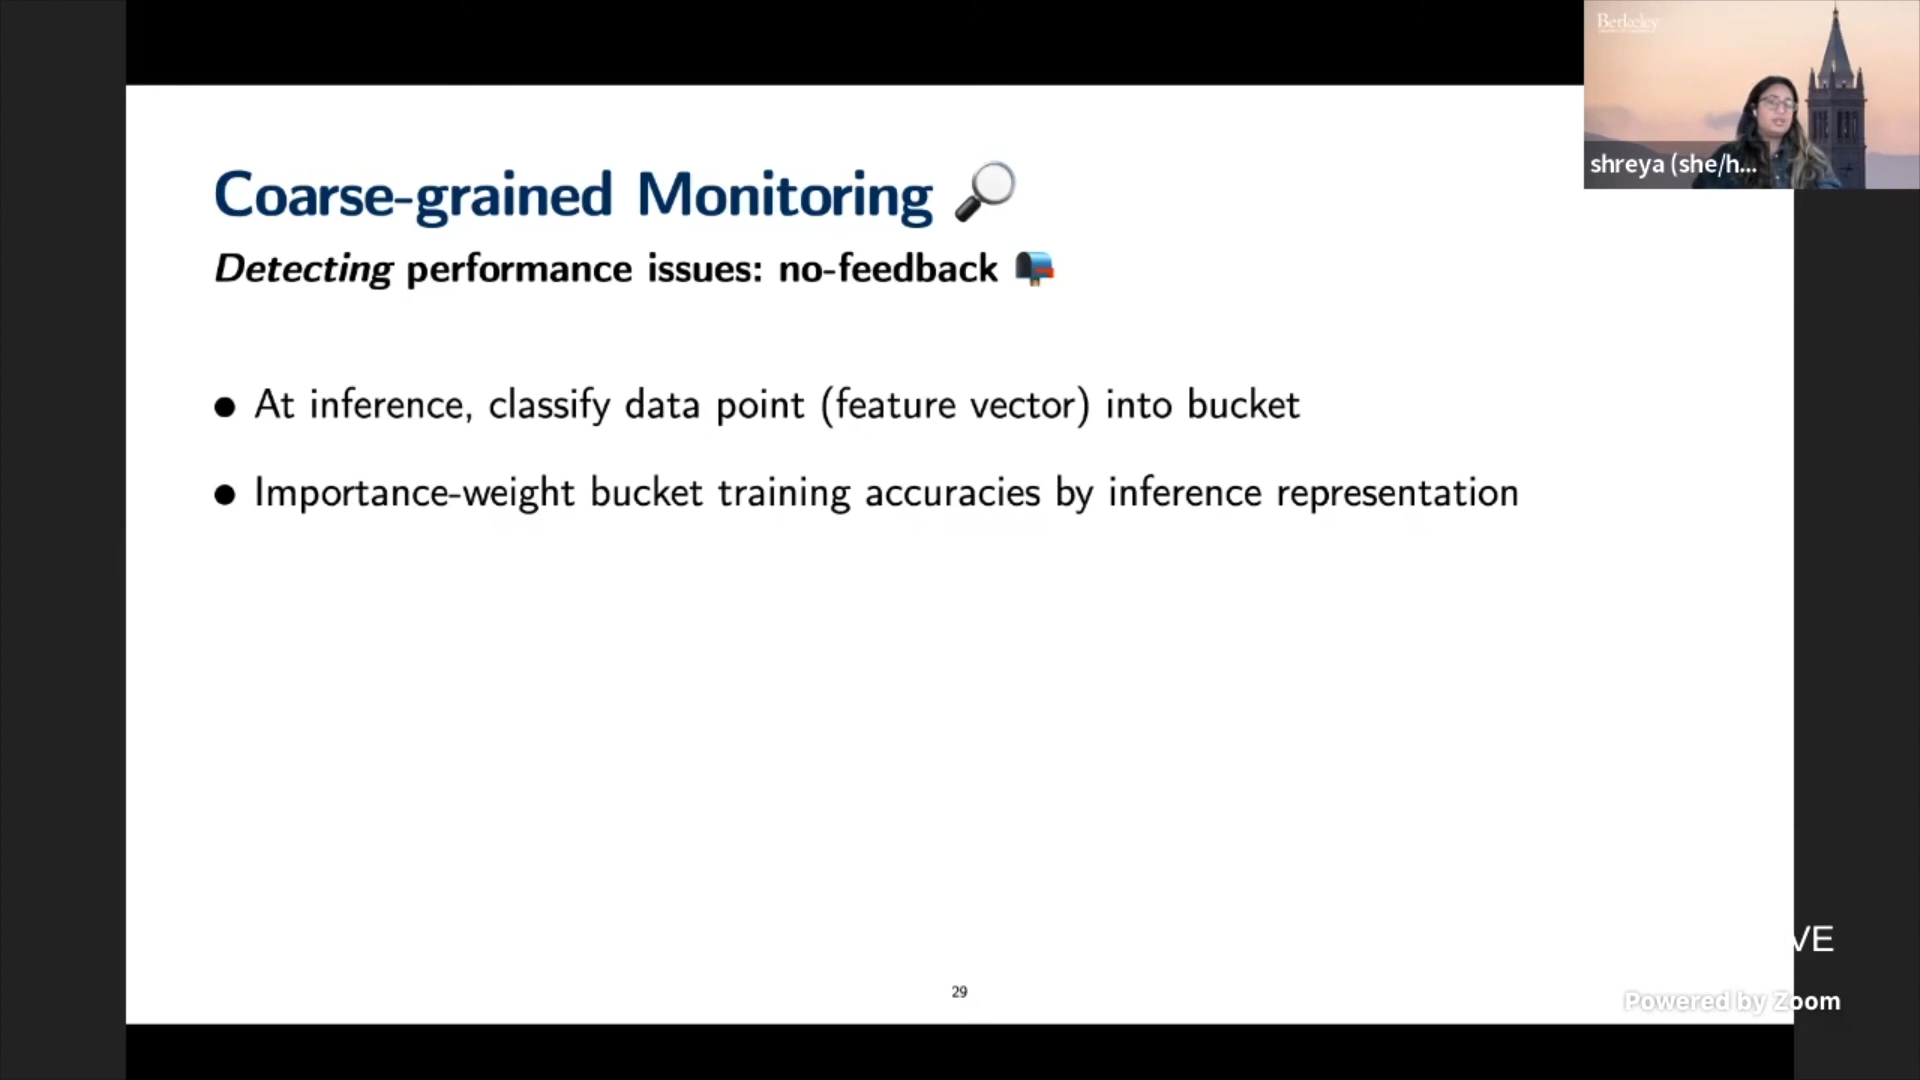 Berkeley
shreya (she/h...
Coarse-grained Monitoring
Detecting performance issues: no-feedback
● At inference, classify data point (feature vector) into bucket
● Importance-weight bucket training accuracies by inference representation
VE
29
Powered by Zoom